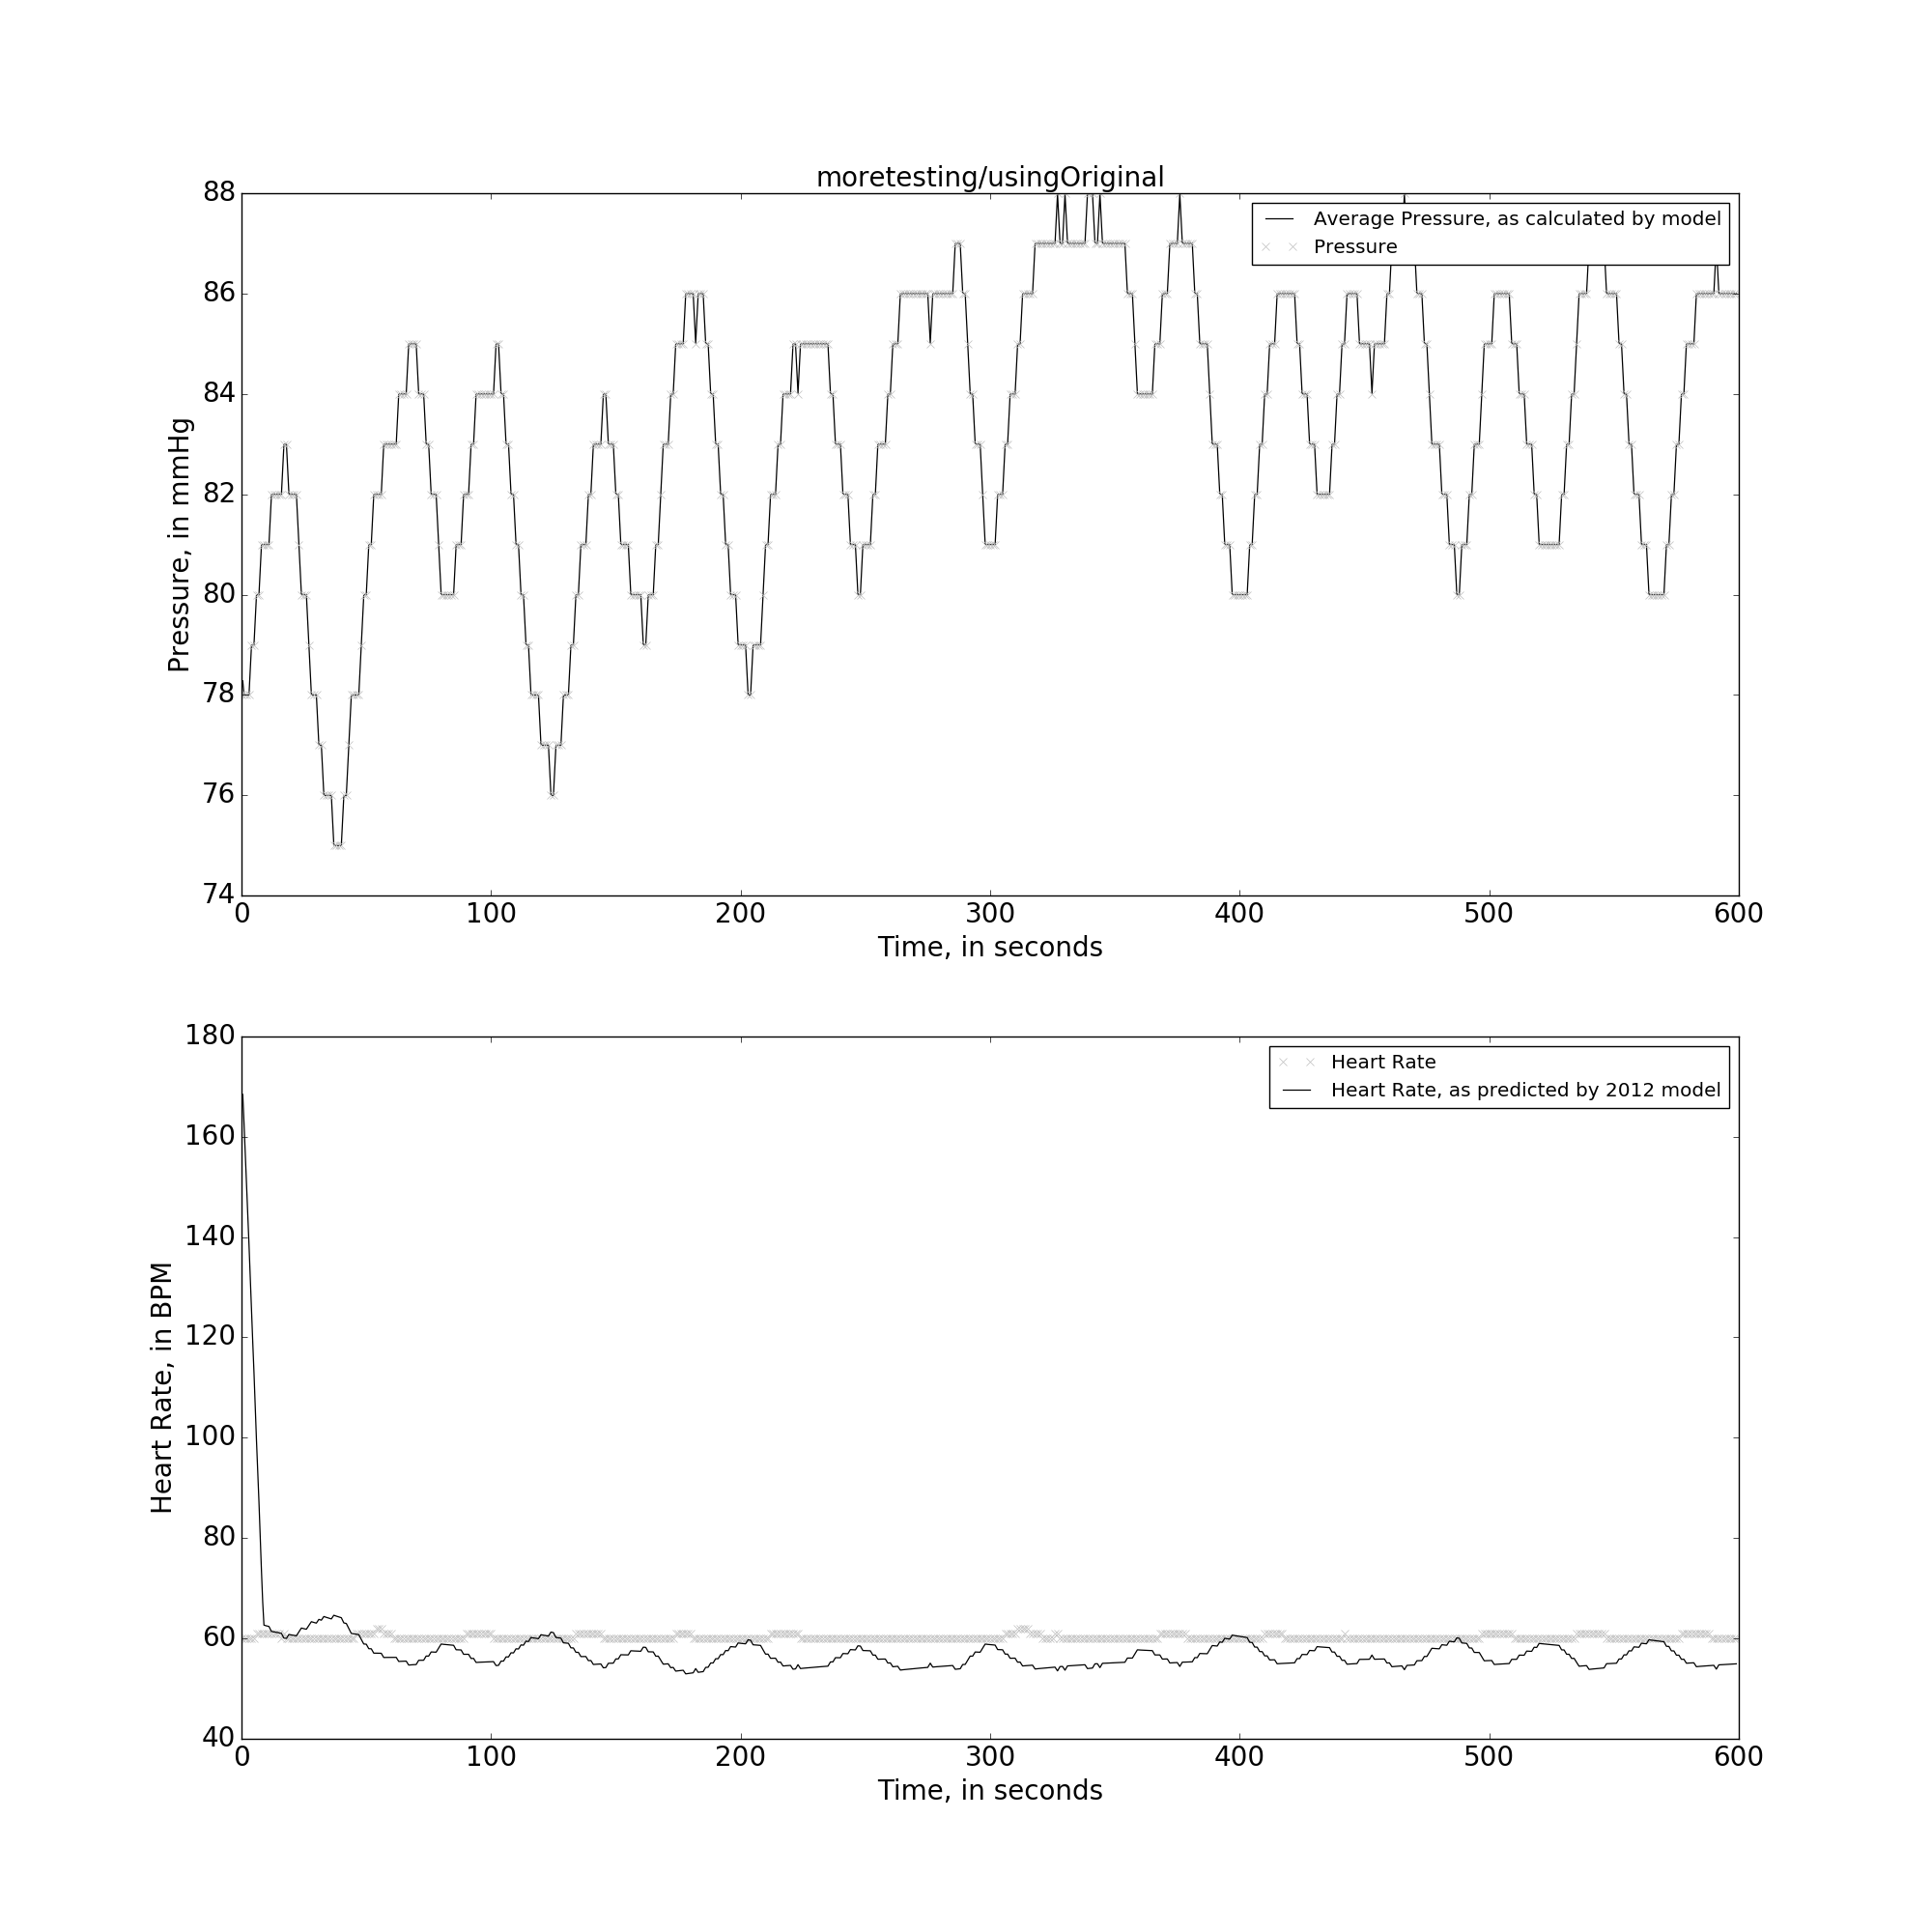 moretesting/usingOriginal
88
86
84
82
80
78
76
74
Pressure, in mmHg
Average Pressure, as calculated by model
Pressure
0 100 200 300 400 500 600
Time, in seconds
180
160
140
120
100
80
60
40
Heart Rate, in BPM
Heart Rate
Heart Rate, as predicted by 2012 model
0 100 200 300 400 500 600
Time, in seconds